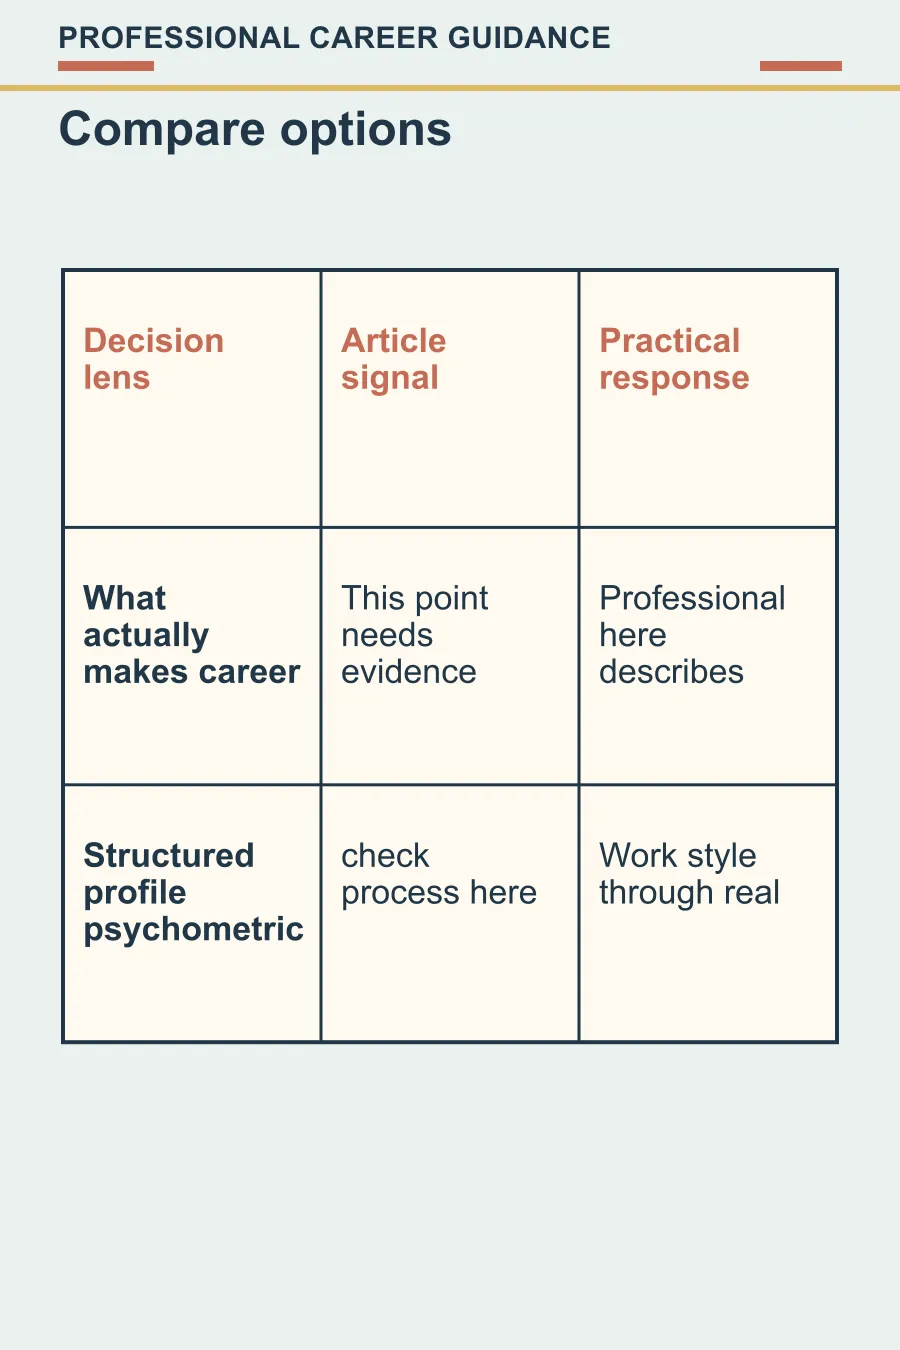 PROFESSIONAL CAREER GUIDANCE
Compare options
Decision
lens
Article
signal
Practical
response
What
actually
makes career
This point
needs
evidence
Professional
here
describes
Structured
profile
psychometric
check
process here
Work style
through real